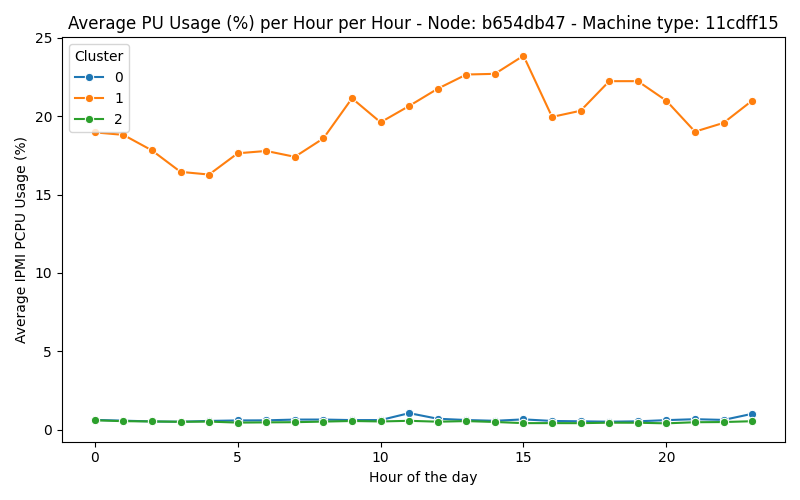 Average PU Usage (%) per Hour per Hour - Node: b654db47 - Machine type: 11cdff15
Cluster
0
1
2
25
20
15
10
5
0
Average IPMI PCPU Usage (%)
0 5 10 15 20
Hour of the day